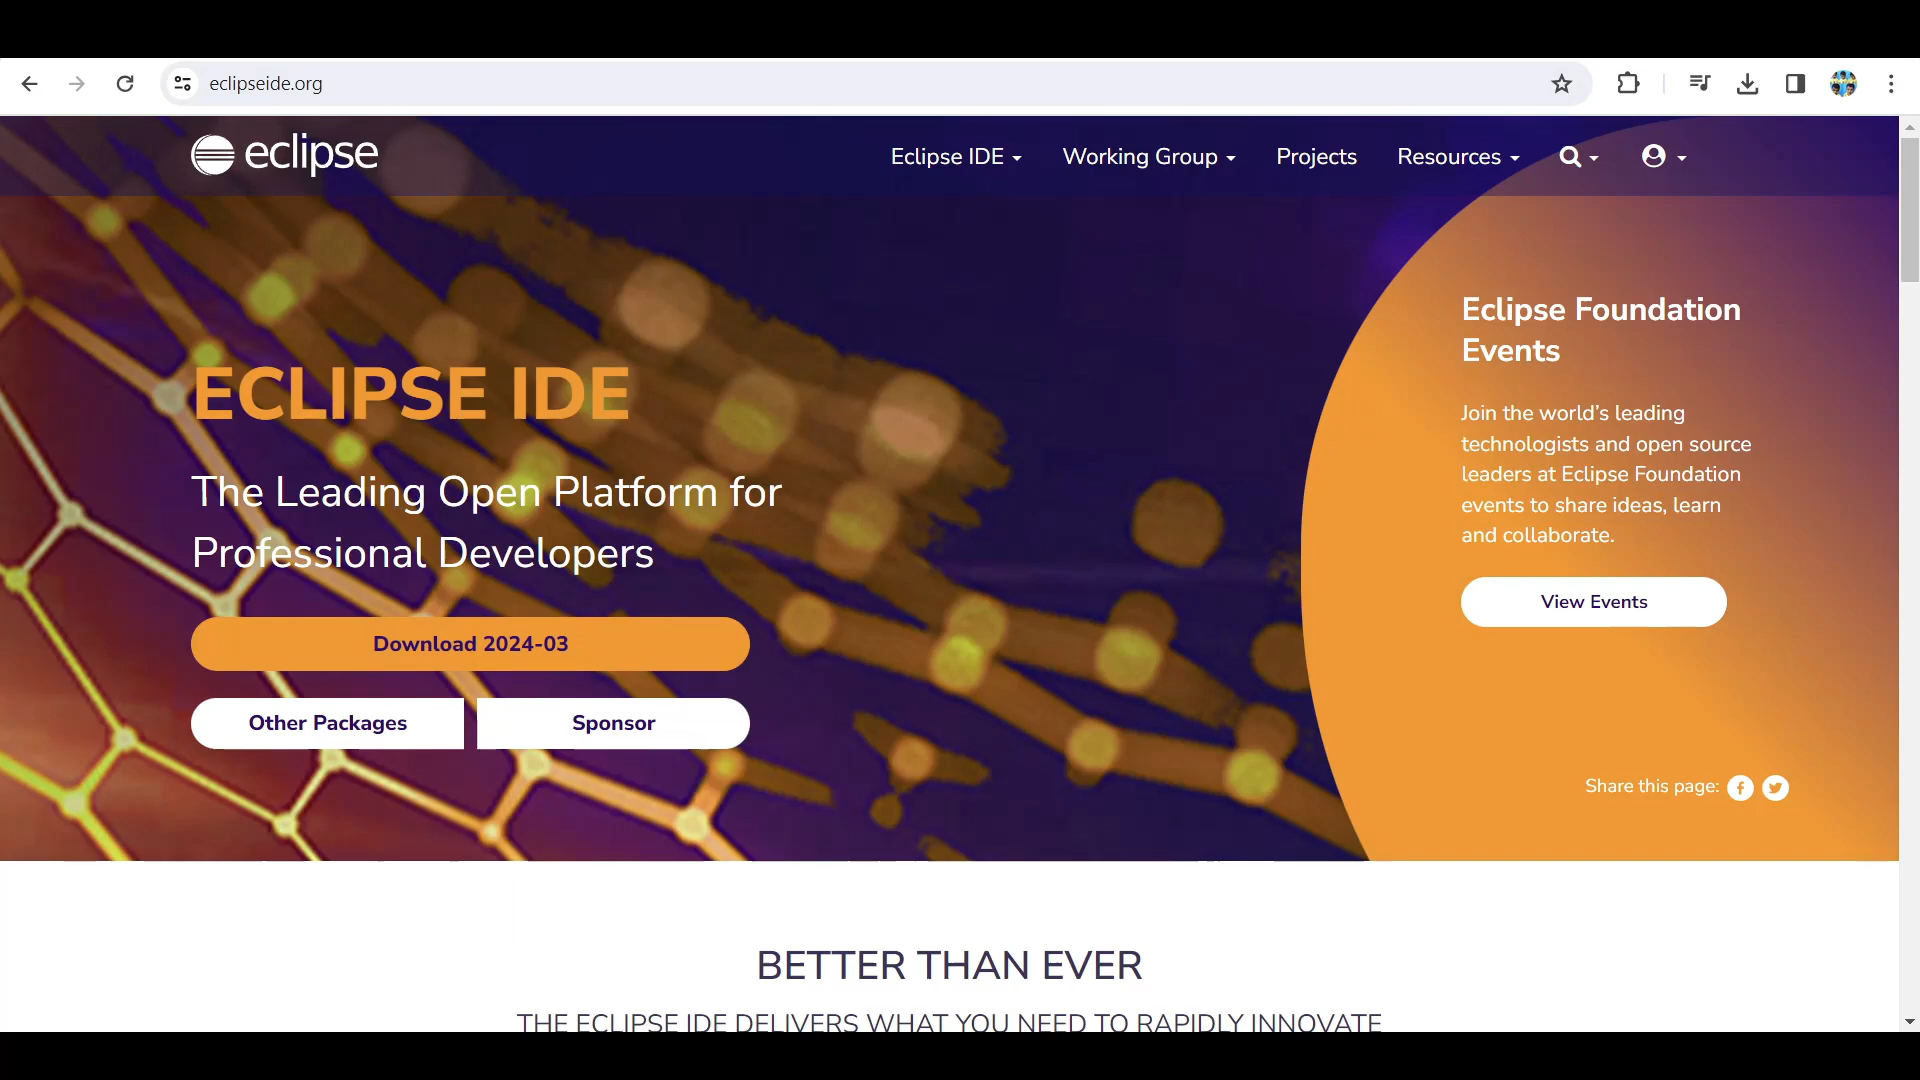 eclipseide.org
eclipse
Eclipse IDE
Working Group
Projects
Resources
ECLIPSE IDE
The Leading Open Platform for
Professional Developers
Download 2024-03
Other Packages
Sponsor
Eclipse Foundation
Events
Join the world’s leading
technologists and open source
leaders at Eclipse Foundation
events to share ideas, learn
and collaborate.
View Events
Share this page:
BETTER THAN EVER
THE ECLIPSE IDE DELIVERS WHAT YOU NEED TO RAPIDLY INNOVATE